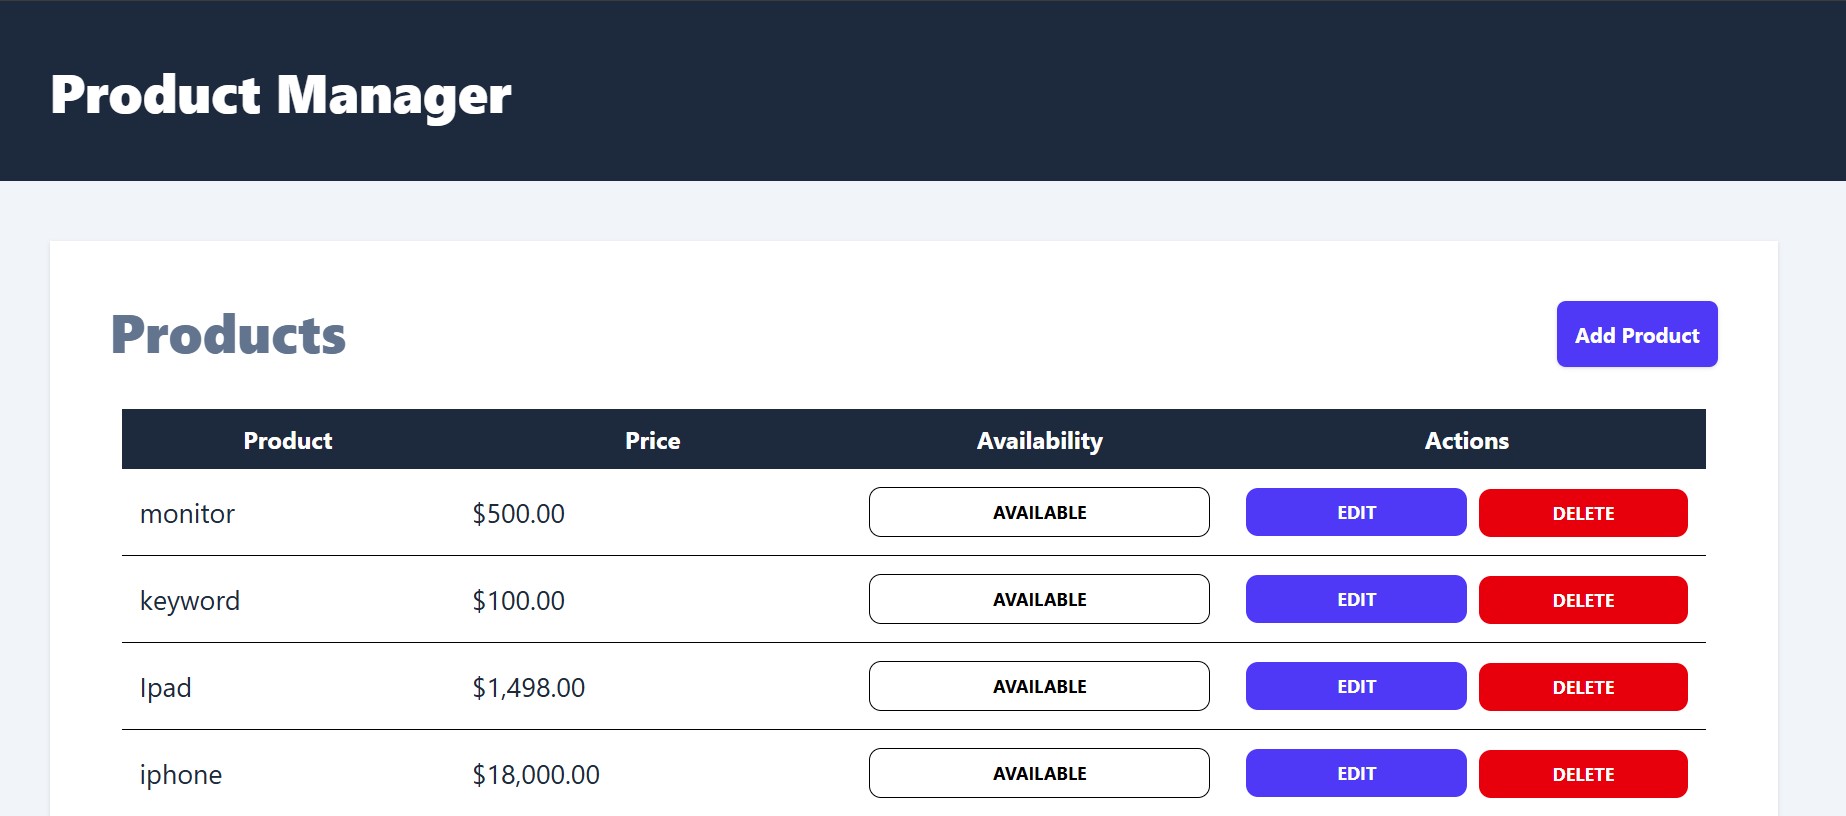 Product Manager
Products
Add Product
Product Price Availability Actions
monitor $500.00 AVAILABLE EDIT DELETE
keyword $100.00 AVAILABLE EDIT DELETE
Ipad $1,498.00 AVAILABLE EDIT DELETE
iphone $18,000.00 AVAILABLE EDIT DELETE